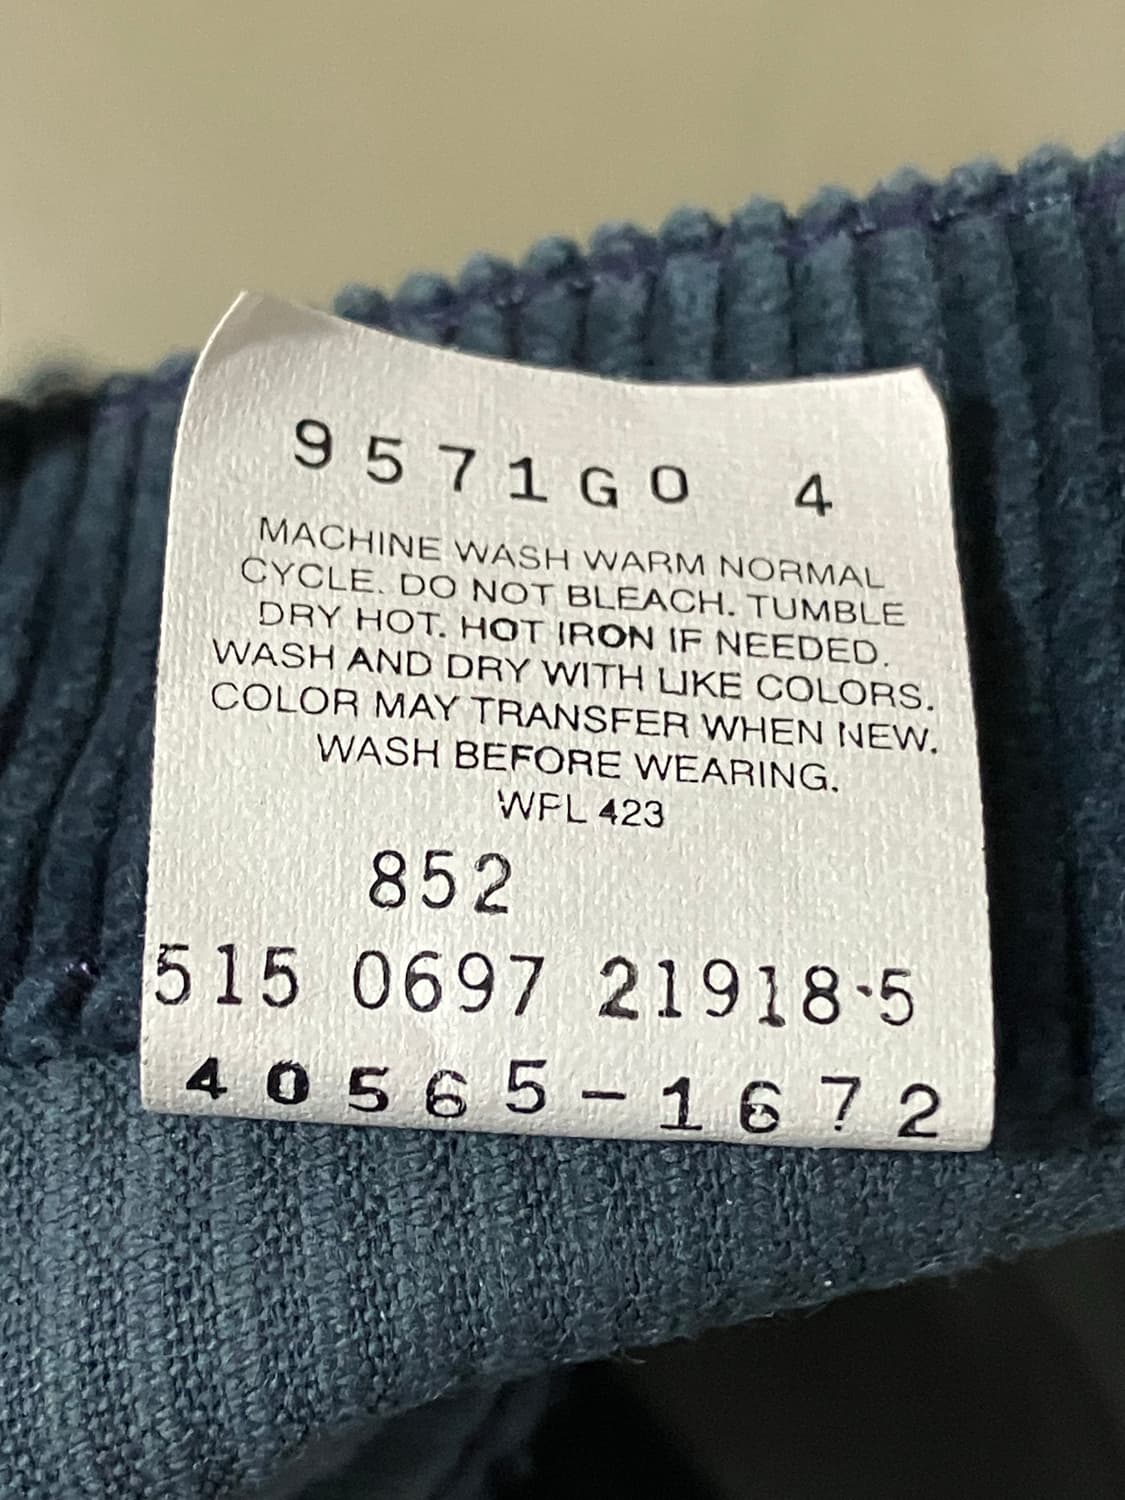 9571G0 4
MACHINE WASH WARM NORMAL
CYCLE. DO NOT BLEACH. TUMBLE
DRY HOT. HOT IRON IF NEEDED.
WASH AND DRY WITH LIKE COLORS.
COLOR MAY TRANSFER WHEN NEW.
WASH BEFORE WEARING.
WPL 423
852
515 0697 21918-5
40565-1672